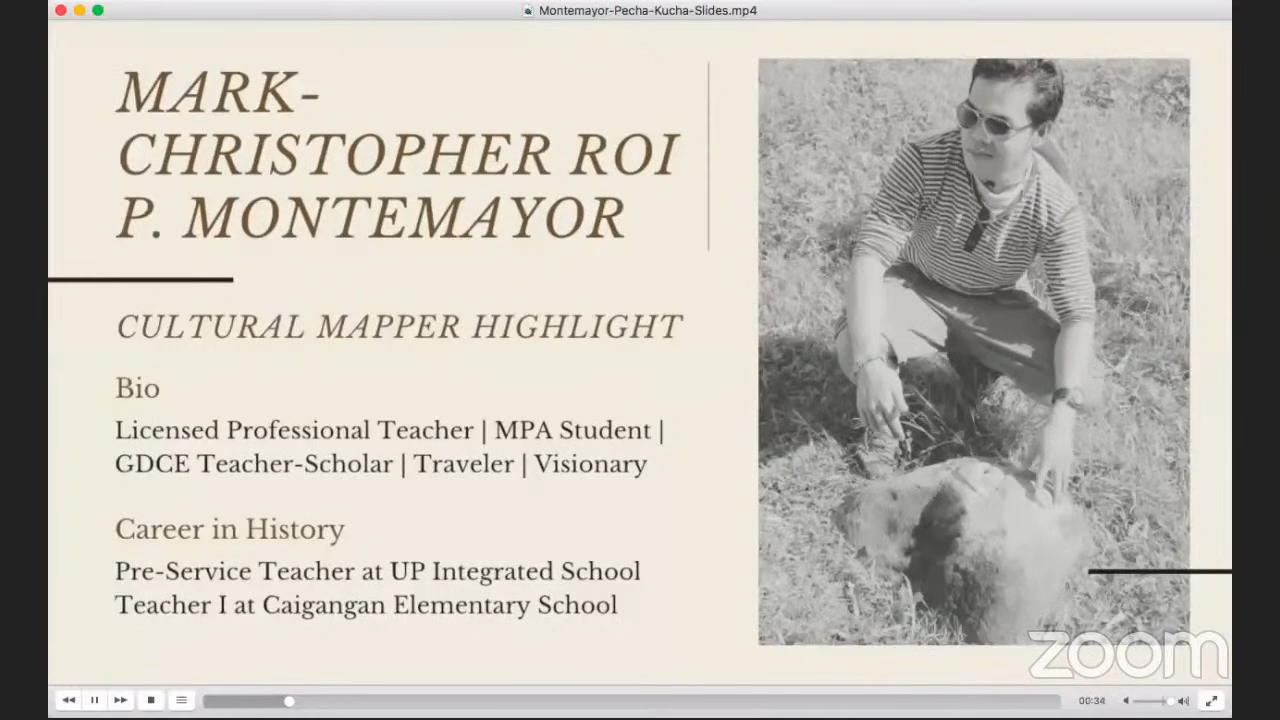 Montemayor-Pecha-Kucha-Slides.mp4
MARK-
CHRISTOPHER ROI
P. MONTEMAYOR
CULTURAL MAPPER HIGHLIGHT
Bio
Licensed Professional Teacher | MPA Student |
GDCE Teacher-Scholar | Traveler | Visionary
Career in History
Pre-Service Teacher at UP Integrated School
Teacher I at Caigangan Elementary School
zoom
00:34